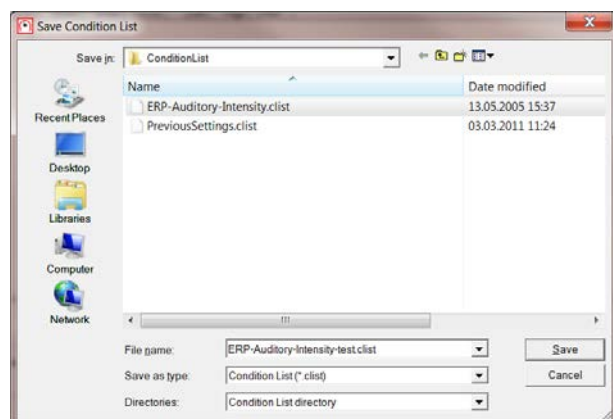 Save Condition List
Save in: ConditionList
Name Date modified
ERP-Auditory-Intensity.clist 13.05.2005 15:37
PreviousSettings.clist 03.03.2011 11:24
Recent Places
Desktop
Libraries
Computer
Network
File name: ERP-Auditory-Intensity-test.clist Save
Save as type: Condition List (*.clist) Cancel
Directories: Condition List directory